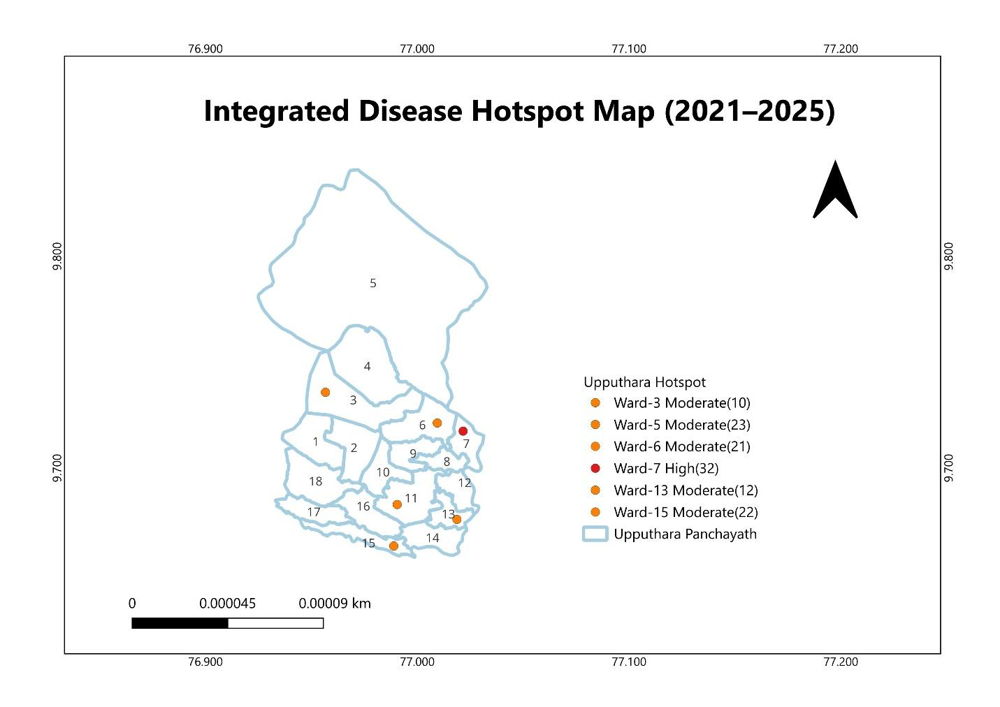 76.900 77.000 77.100 77.200
Integrated Disease Hotspot Map (2021–2025)
9.800
9.800
5
4
3
6
7
1
2
9
8
10
18
12
11
16
17
13
15
14
9.700
9.700
Upputhara Hotspot
Ward-3 Moderate(10)
Ward-5 Moderate(23)
Ward-6 Moderate(21)
Ward-7 High(32)
Ward-13 Moderate(12)
Ward-15 Moderate(22)
Upputhara Panchayath
0 0.000045 0.00009 km
76.900 77.000 77.100 77.200